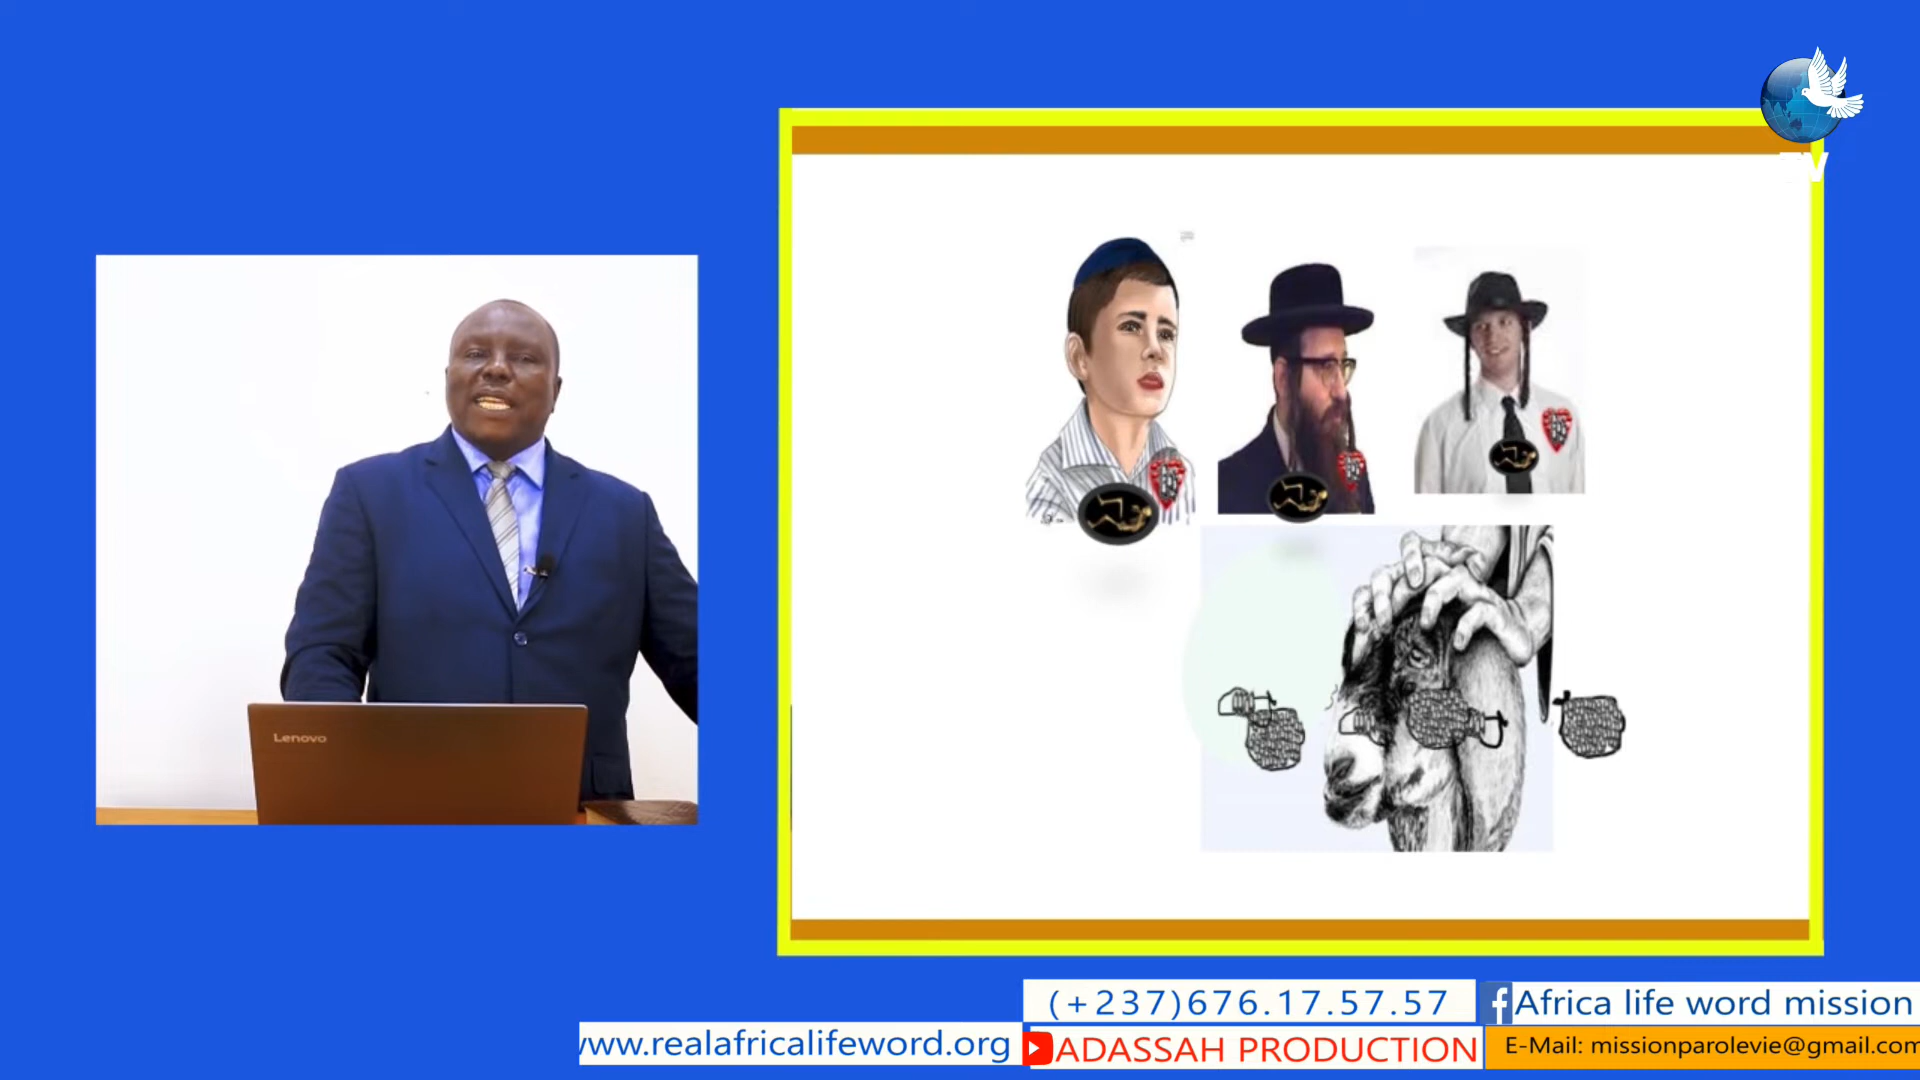 TV
Lenovo
(+237)676.17.57.57
Africa life word mission
www.realafricalifeword.org
ADASSAH PRODUCTION
E-Mail: missionparolevie@gmail.com